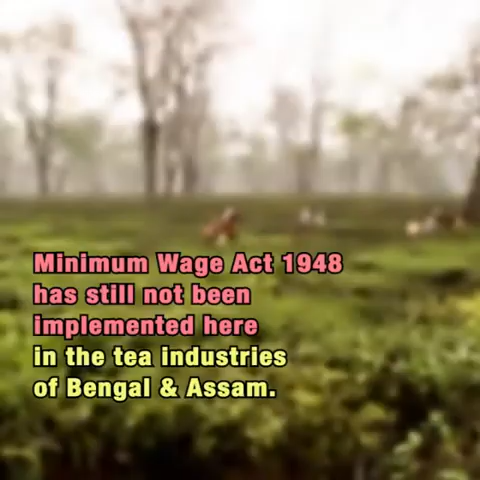 Minimum Wage Act 1948
has still not been
implemented here
in the tea industries
of Bengal & Assam.